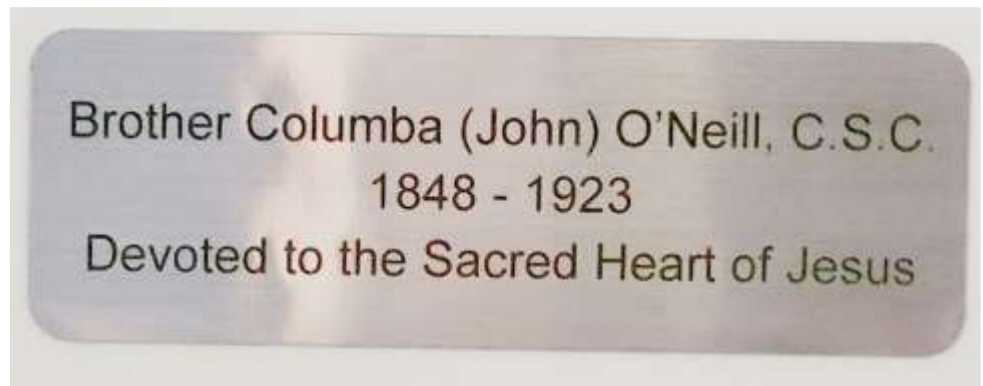 Brother Columba (John) O'Neill, C.S.C.
1848 - 1923
Devoted to the Sacred Heart of Jesus